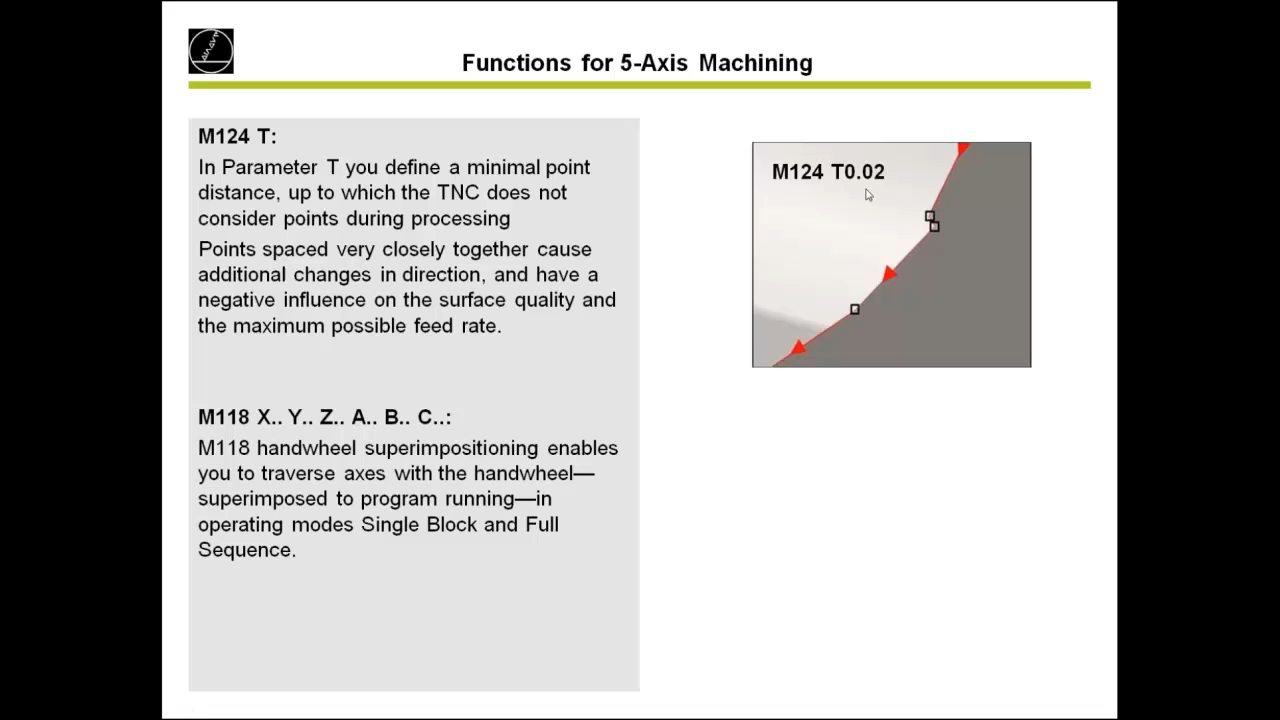 Functions for 5-Axis Machining
M124 T:
In Parameter T you define a minimal point
distance, up to which the TNC does not
consider points during processing
Points spaced very closely together cause
additional changes in direction, and have a
negative influence on the surface quality and
the maximum possible feed rate.
M118 X.. Y.. Z.. A.. B.. C..:
M118 handwheel superimpositioning enables
you to traverse axes with the handwheel—
superimposed to program running—in
operating modes Single Block and Full
Sequence.
M124 T0.02